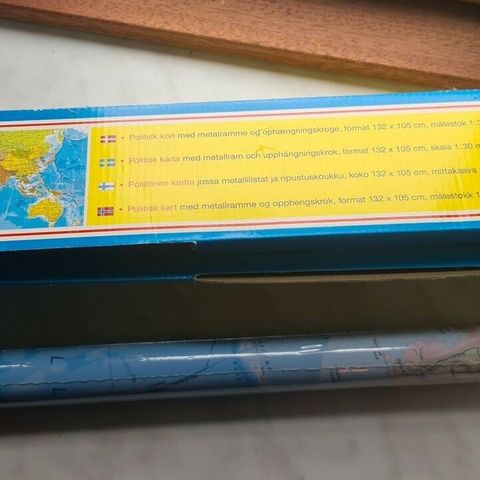 • Politisk kort med metalramme og ophængningskroge, format 132 x 105 cm, målestok 1:3
• Politisk karta med metallram och upphängningskrok, format 132 x 105 cm, skala 1:30 m
• Poliittinen kartta jossa metallilistat ja ripustuskoukku, koko 132 x 105 cm, mittakaava
• Politisk kart med metallramme og opphengskrok, format 132 x 105 cm, målestokk 1: